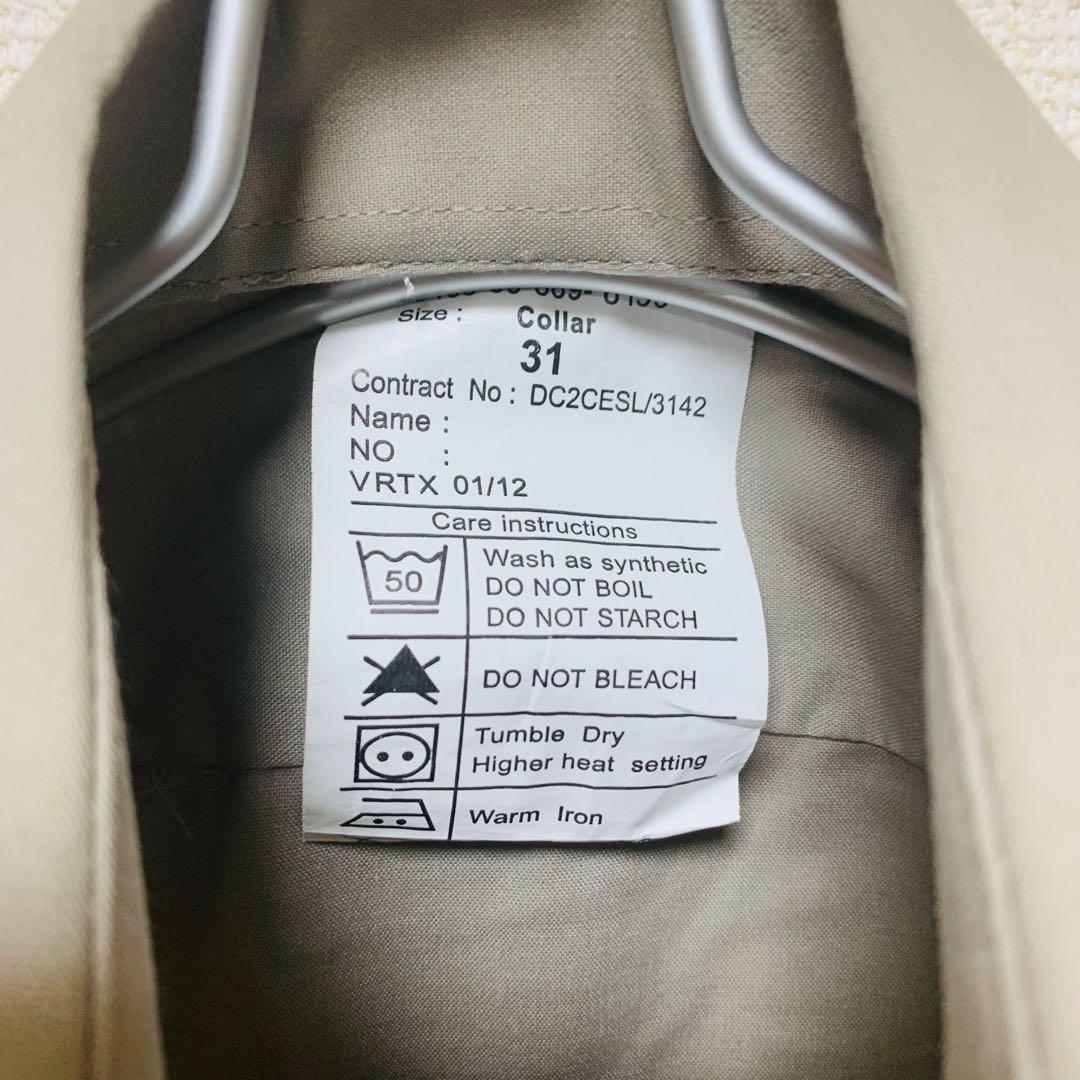 Size : Collar
31
Contract No : DC2CESL/3142
Name :
NO :
VRTX 01/12
Care instructions
50
Wash as synthetic
DO NOT BOIL
DO NOT STARCH
DO NOT BLEACH
Tumble Dry
Higher heat setting
Warm Iron